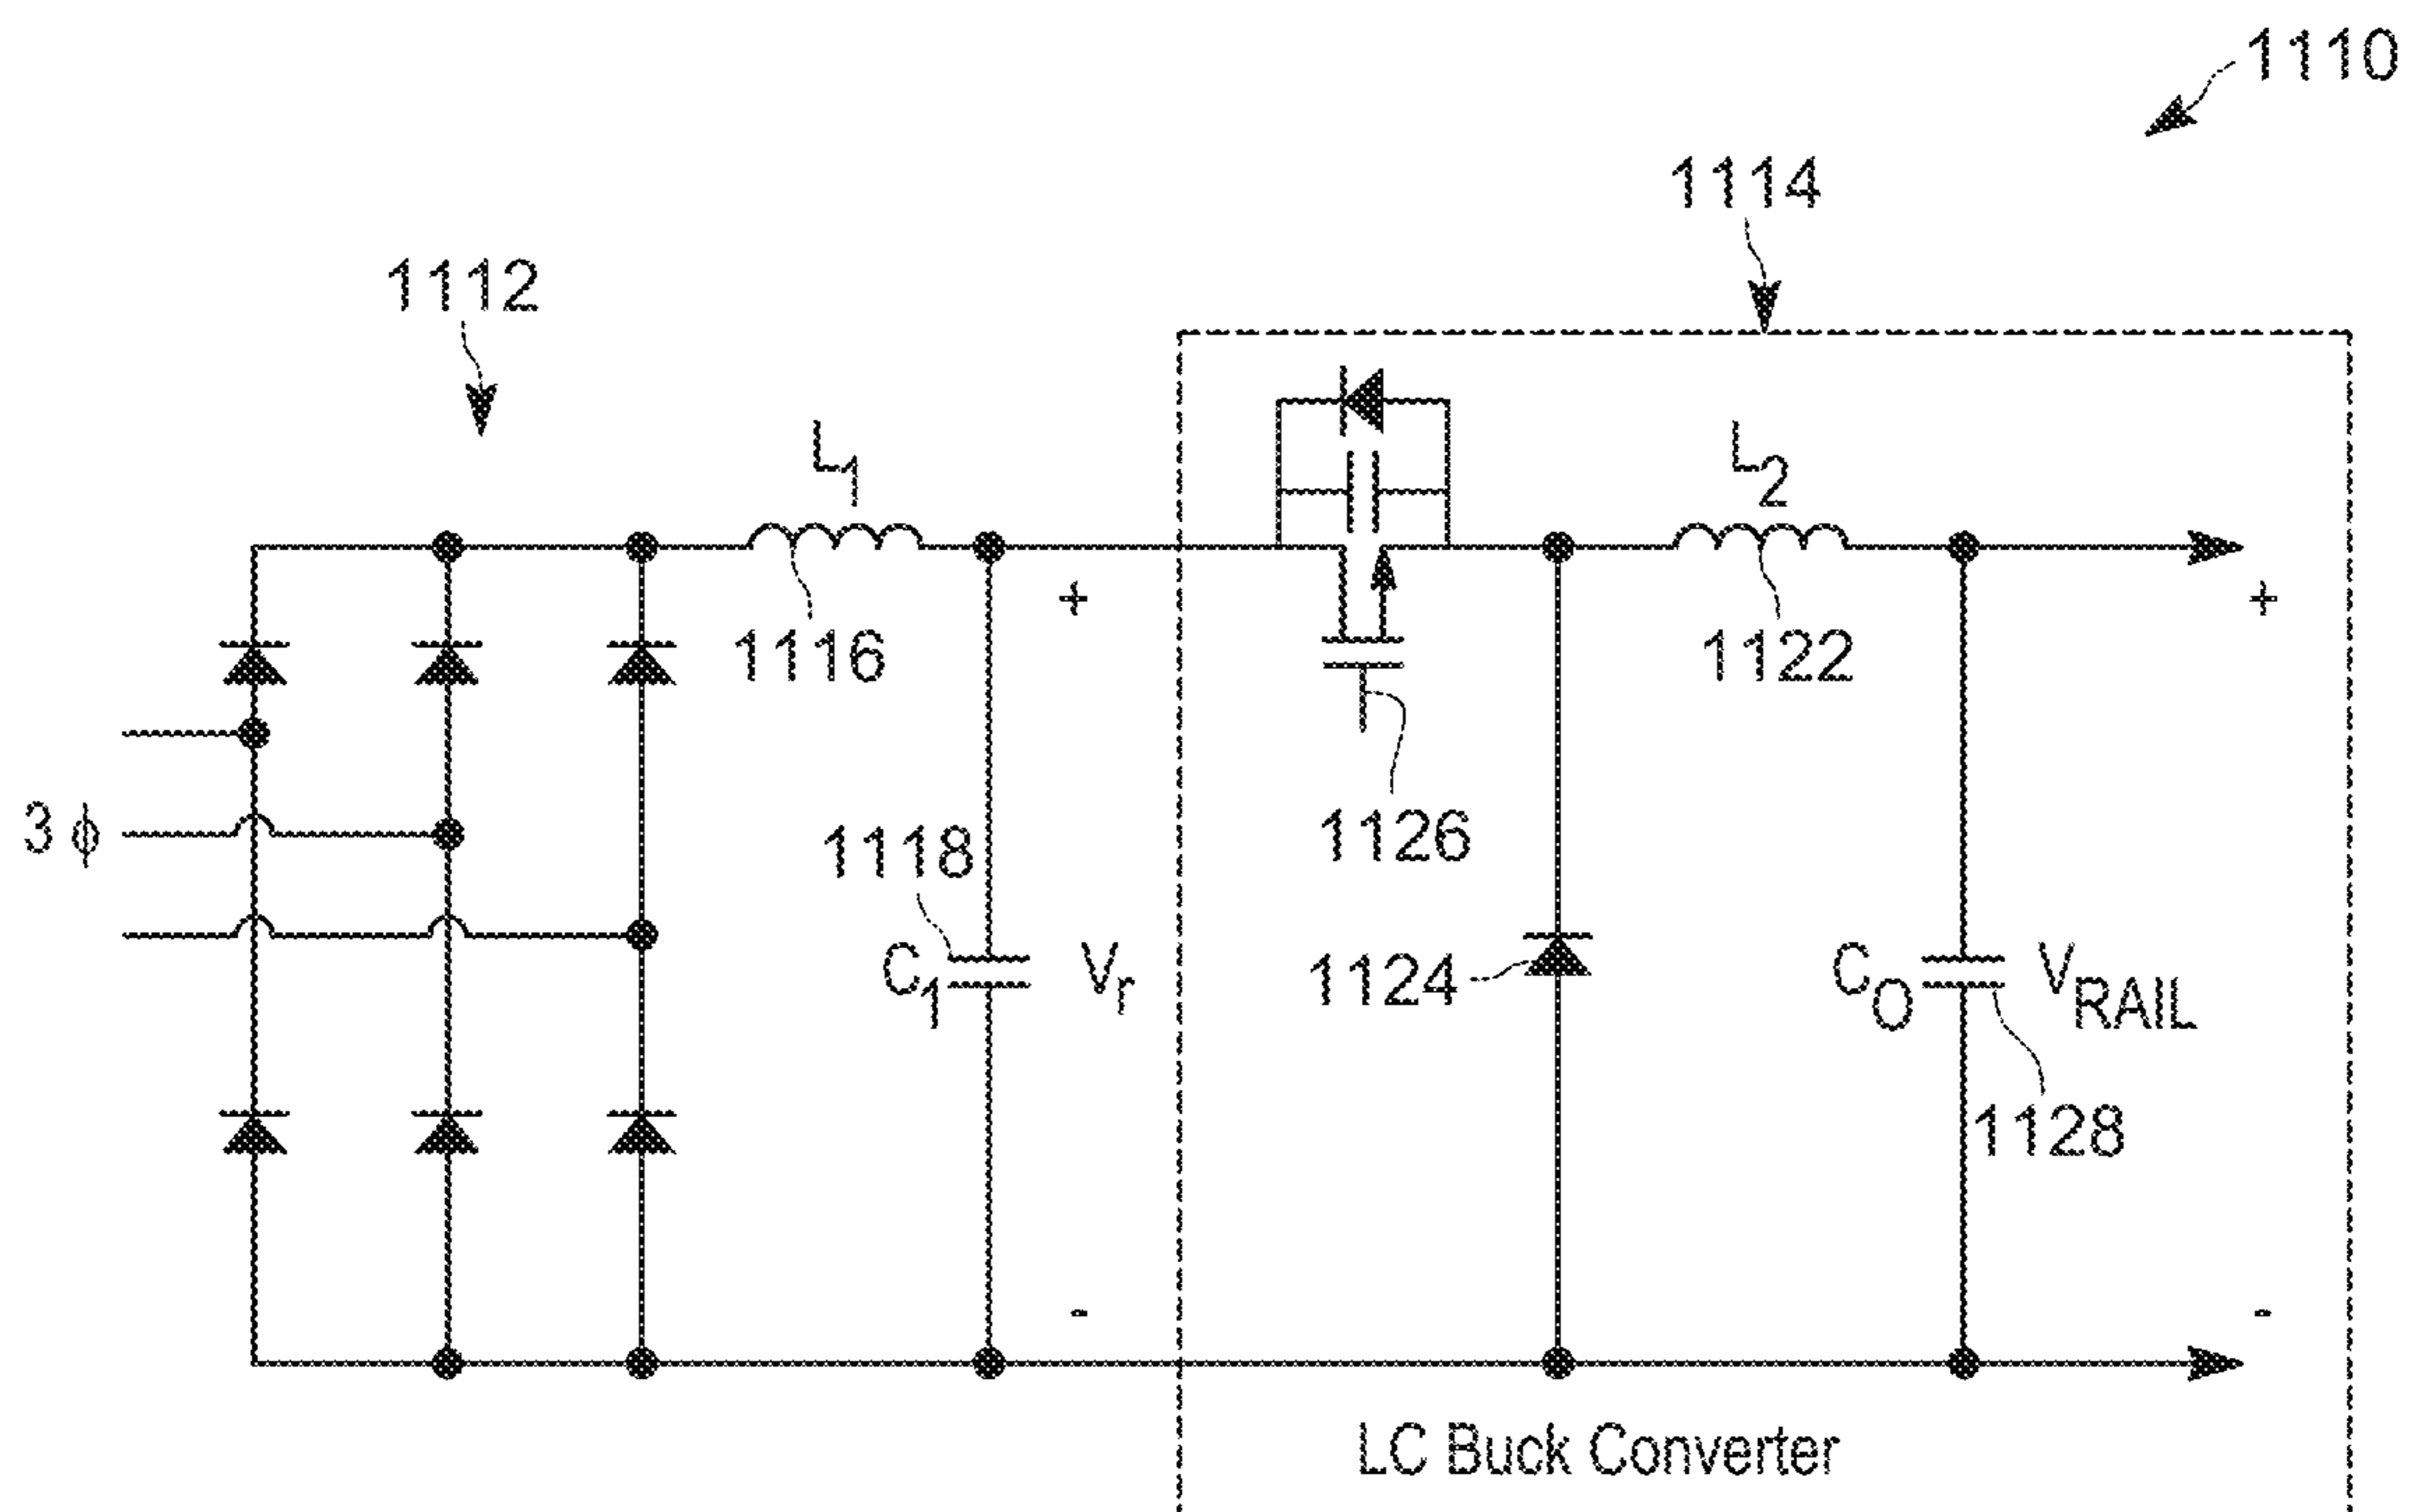 1110
1114
1112
L1
L2
+
+
1116
1122
3 ϕ
1118
1126
C1
Vr
1124
CO
VRAIL
1128
-
-
LC Buck Converter